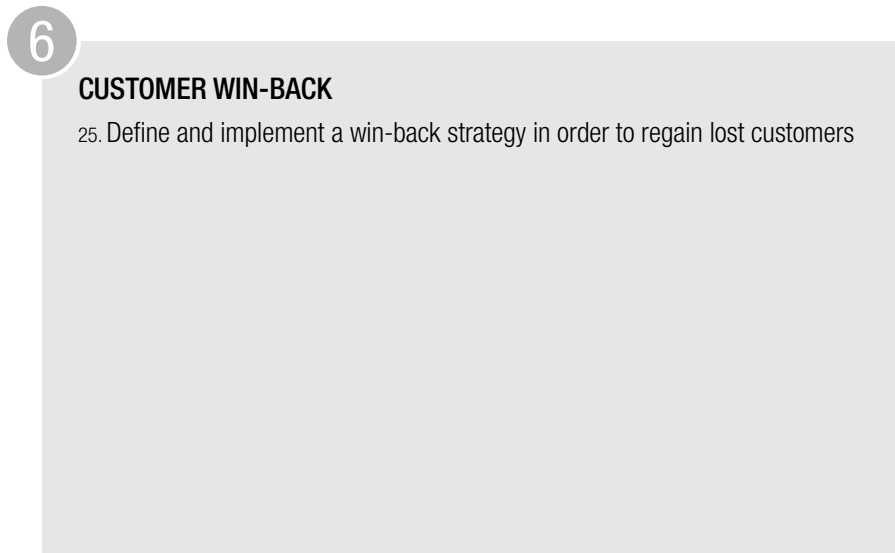 6
CUSTOMER WIN-BACK
25. Define and implement a win-back strategy in order to regain lost customers